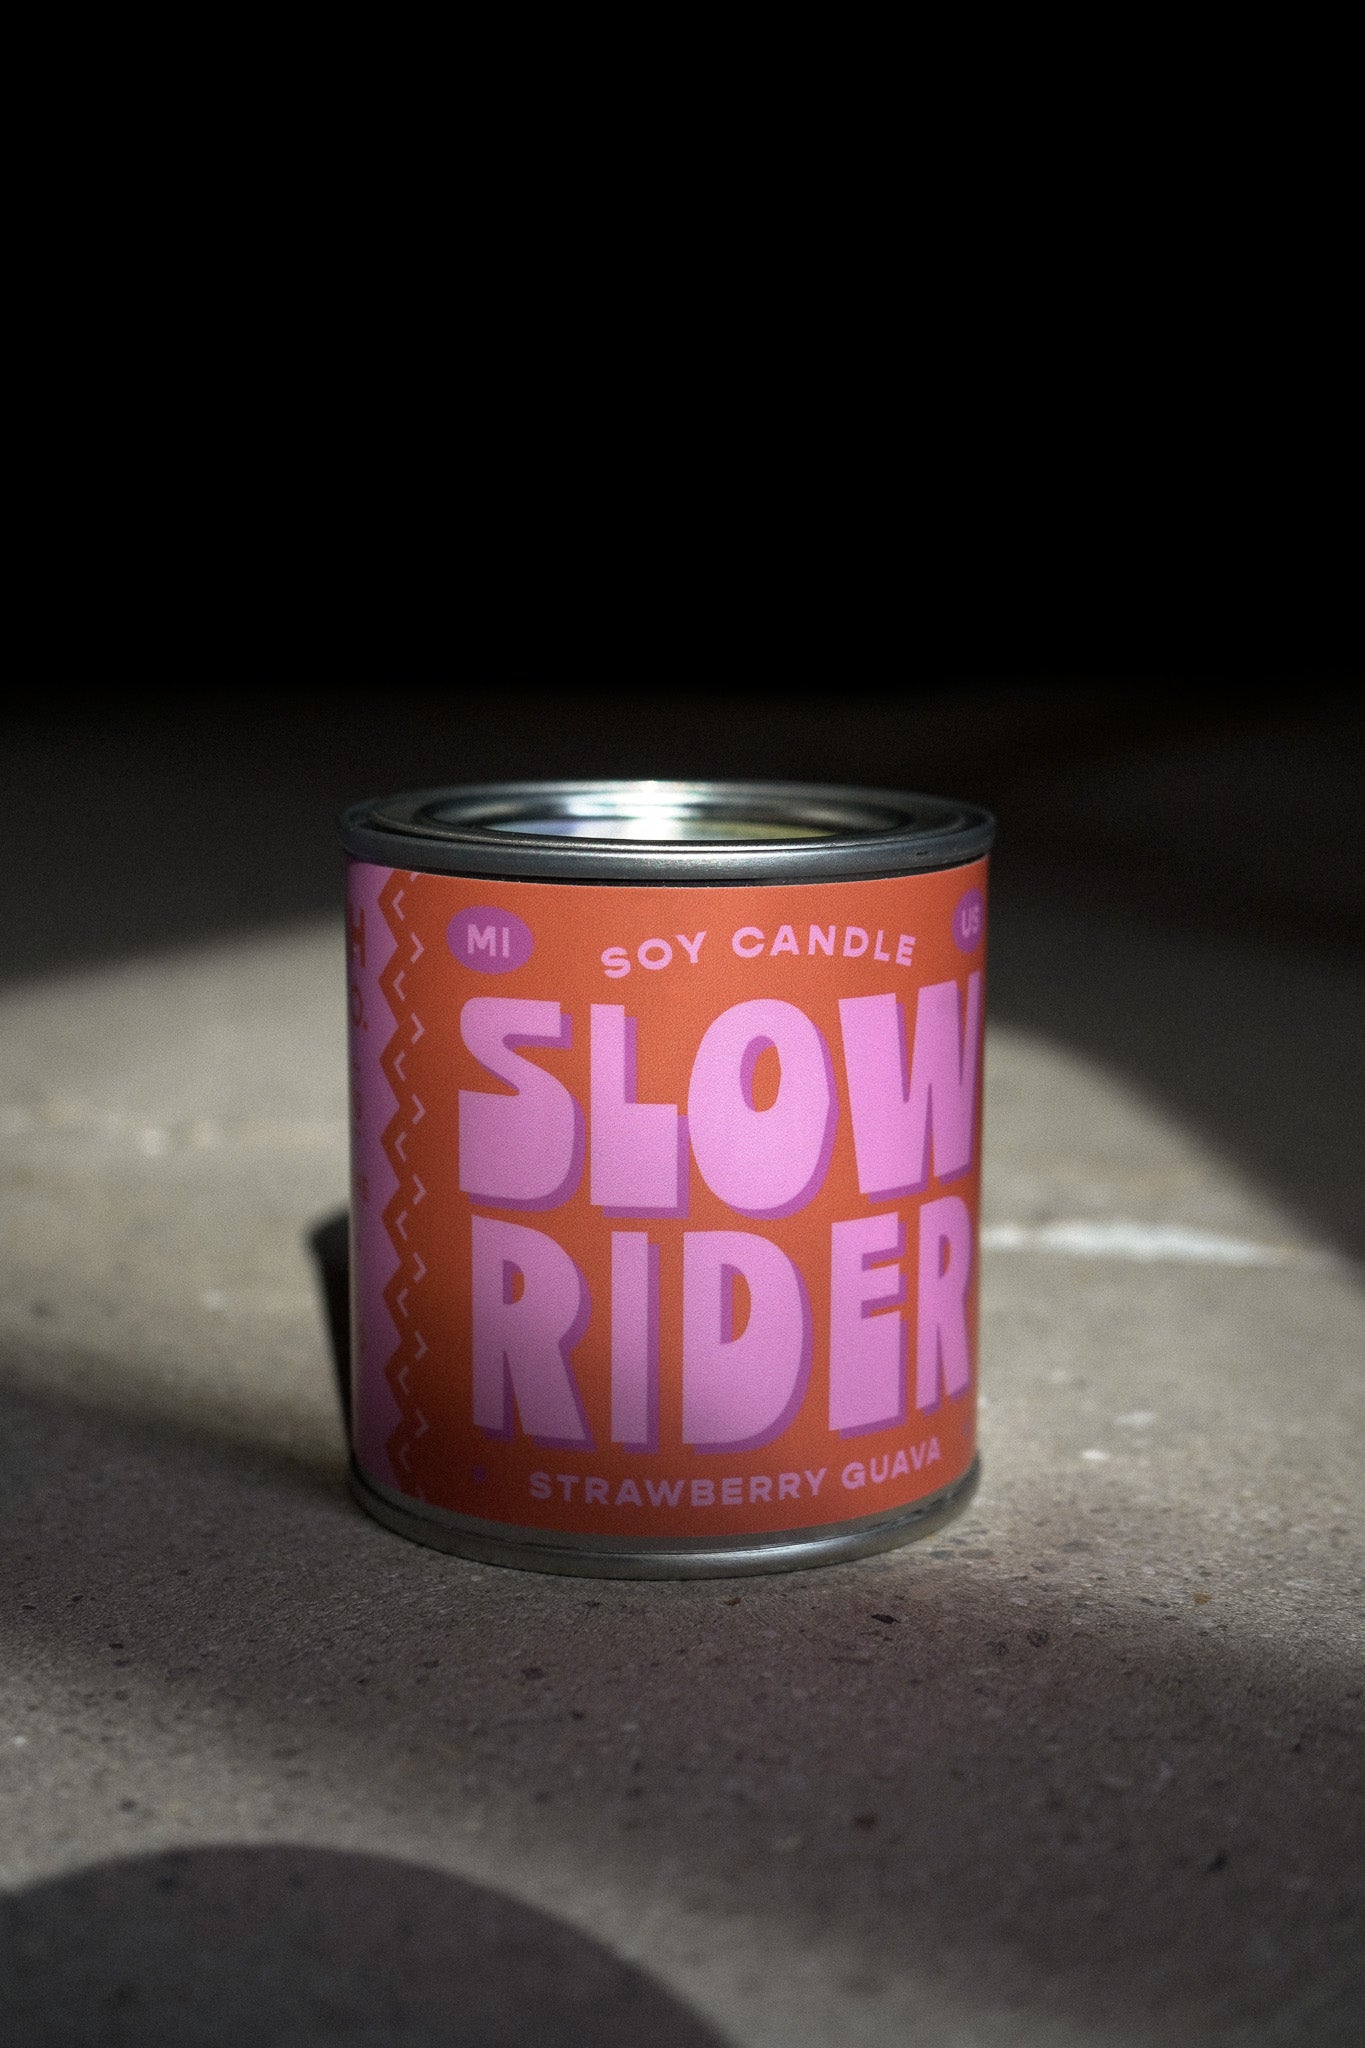 MI
US
SOY CANDLE
SLOW
RIDER
STRAWBERRY GUAVA